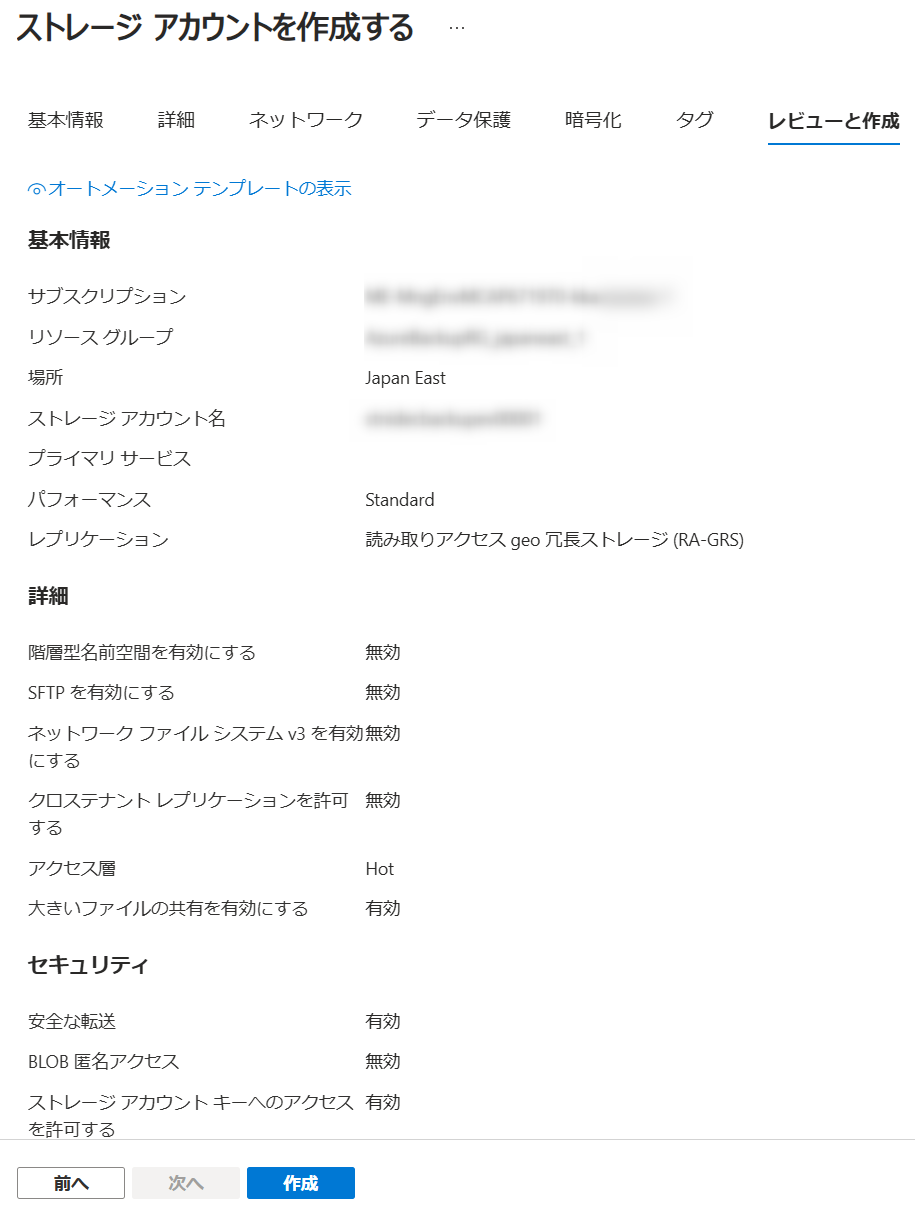 ストレージ アカウントを作成する ...
基本情報 詳細 ネットワーク データ保護 暗号化 タグ レビューと作成
オートメーション テンプレートの表示
基本情報
サブスクリプション
リソース グループ
場所 Japan East
ストレージ アカウント名
プライマリ サービス
パフォーマンス Standard
レプリケーション 読み取りアクセス geo 冗長ストレージ (RA-GRS)
詳細
階層型名前空間を有効にする 無効
SFTP を有効にする 無効
ネットワーク ファイル システム v3 を有効 無効
にする
クロステナント レプリケーションを許可 無効
する
アクセス層 Hot
大きいファイルの共有を有効にする 有効
セキュリティ
安全な転送 有効
BLOB 匿名アクセス 無効
ストレージ アカウント キーへのアクセス 有効
を許可する
前へ 次へ 作成